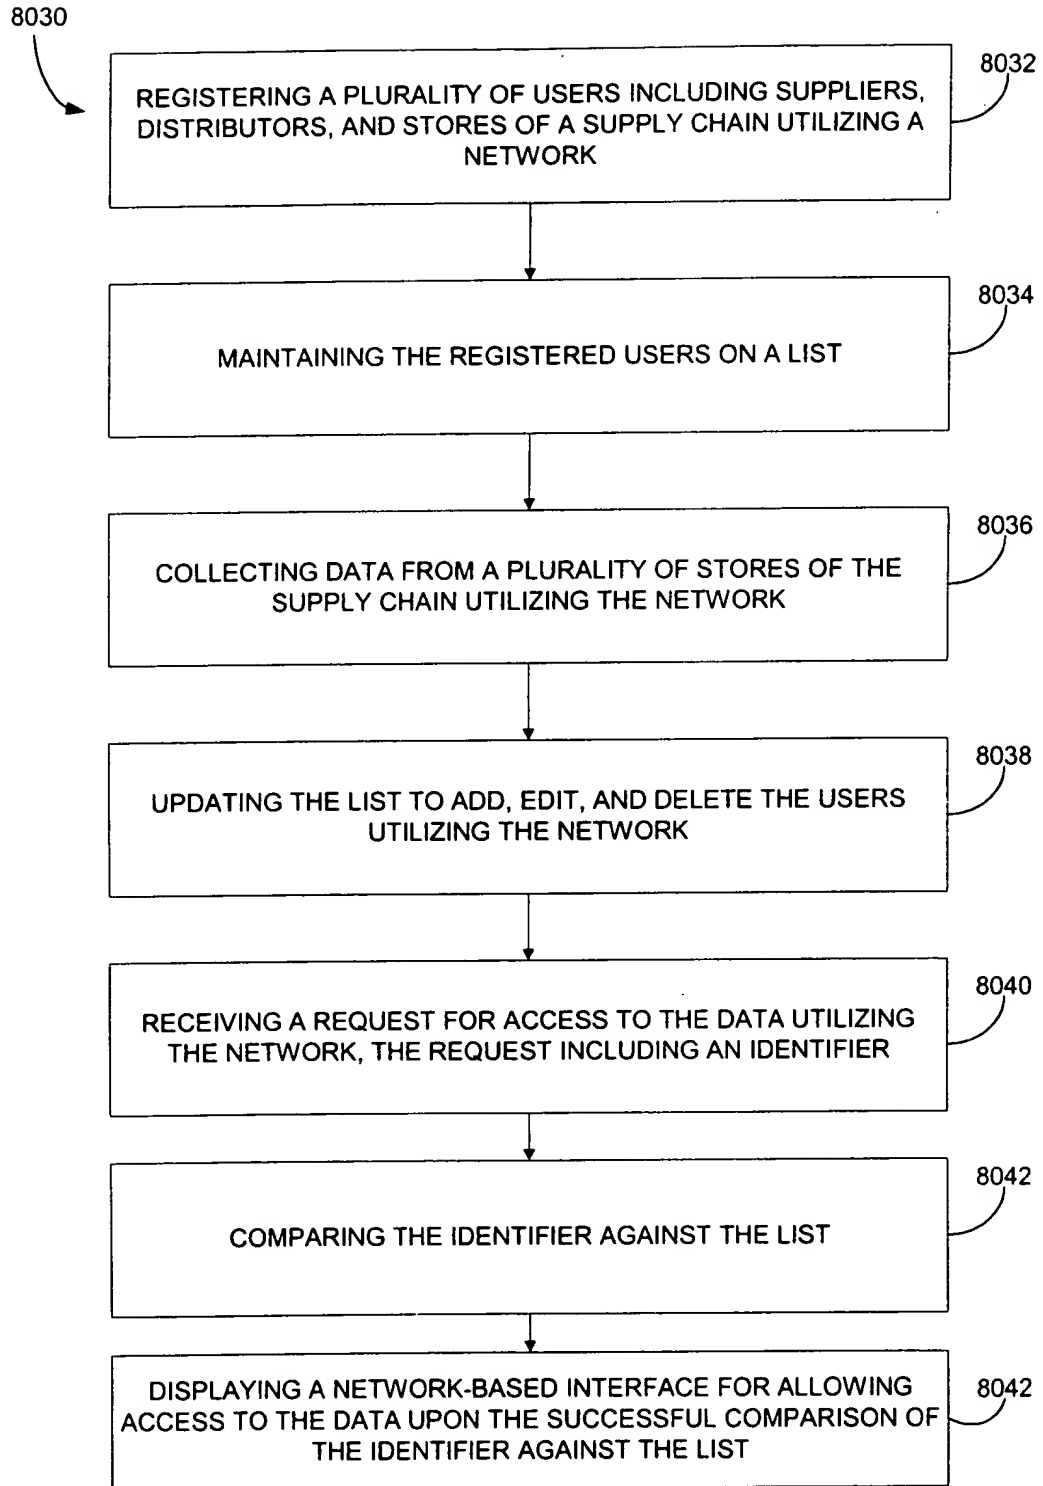 8030
8032
REGISTERING A PLURALITY OF USERS INCLUDING SUPPLIERS,
DISTRIBUTORS, AND STORES OF A SUPPLY CHAIN UTILIZING A
NETWORK
8034
MAINTAINING THE REGISTERED USERS ON A LIST
8036
COLLECTING DATA FROM A PLURALITY OF STORES OF THE
SUPPLY CHAIN UTILIZING THE NETWORK
8038
UPDATING THE LIST TO ADD, EDIT, AND DELETE THE USERS
UTILIZING THE NETWORK
8040
RECEIVING A REQUEST FOR ACCESS TO THE DATA UTILIZING
THE NETWORK, THE REQUEST INCLUDING AN IDENTIFIER
8042
COMPARING THE IDENTIFIER AGAINST THE LIST
8042
DISPLAYING A NETWORK-BASED INTERFACE FOR ALLOWING
ACCESS TO THE DATA UPON THE SUCCESSFUL COMPARISON OF
THE IDENTIFIER AGAINST THE LIST